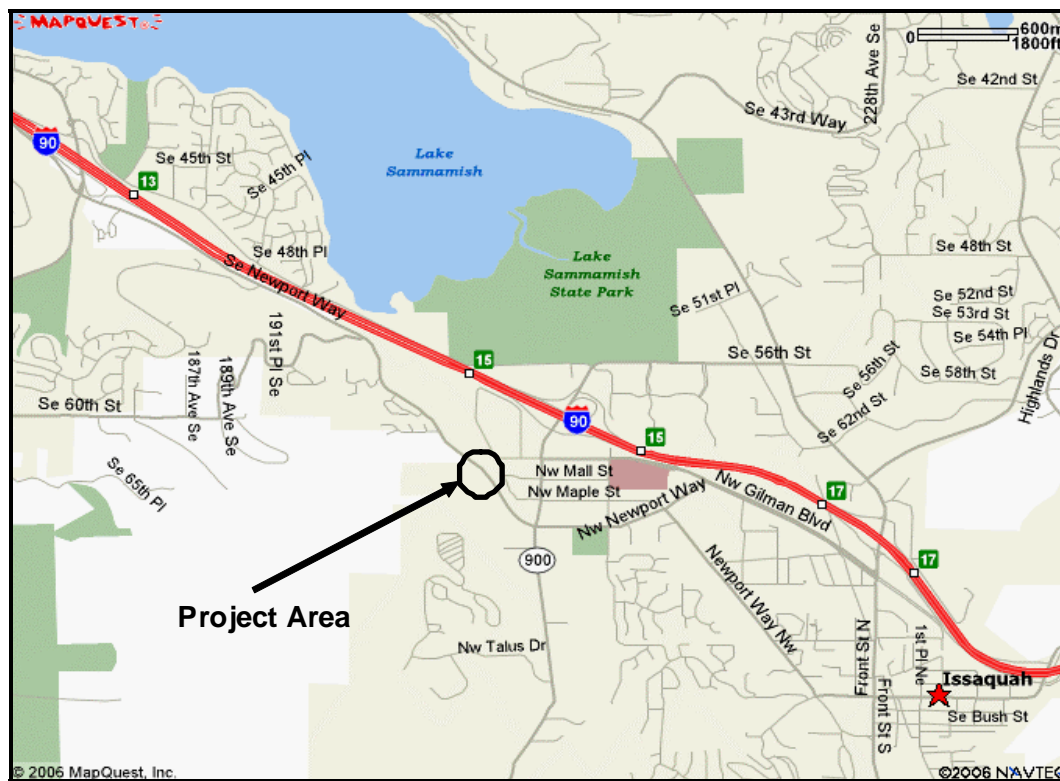 MAPQUEST
600m
0
1800ft
228th Ave Se
Se 42nd St
Se 43rd Way
90
Se 45th St
Se 45th Pl
13
Lake
Sammamish
Se 48th Pl
Se 48th St
Se Newport Way
Lake
Sammamish
State Park
Se 51st Pl
Se 52nd St
Se 53rd St
Se 54th Pl
191st Pl Se
187th Ave Se
189th Ave Se
15
Se 56th St
Se 56th St
Se 58th St
Highlands Dr
Se 60th St
90
Se 62nd St
15
Se 65th Pl
Nw Mall St
Nw Maple St
Nw Newport Way
Nw Gilman Blvd
17
900
17
Newport Way Nw
Project Area
Nw Talus Dr
Front St N
1st Pl Ne
Issaquah
Front St S
Se Bush St
© 2006 MapQuest, Inc.
©2006 NAVTEQ